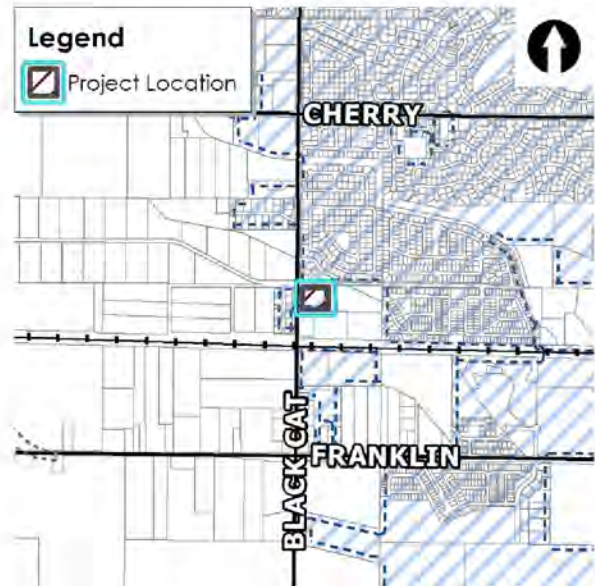 Legend
Project Location
CHERRY
BLACK CAT
FRANKLIN